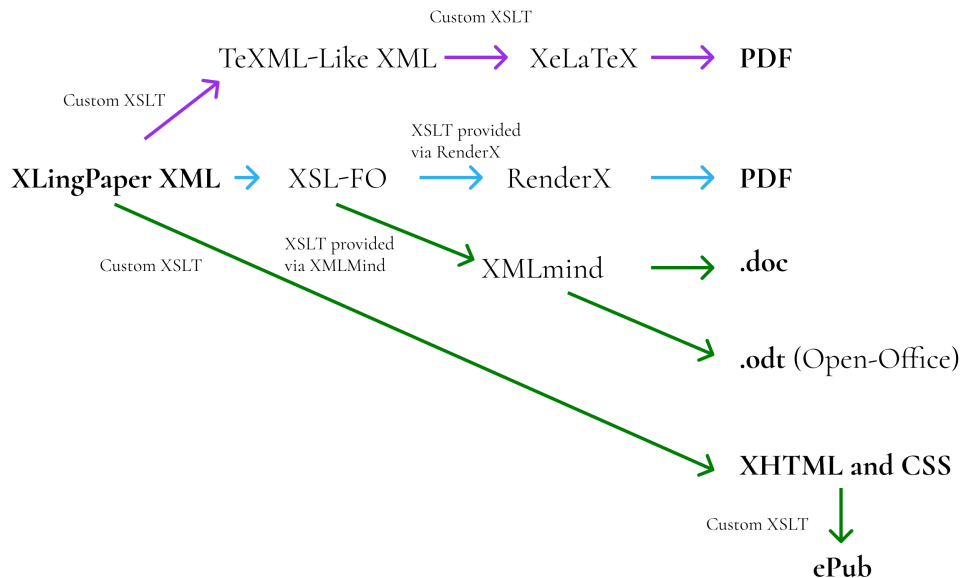 Custom XSLT
TeXML-Like XML
XeLaTeX
PDF
Custom XSLT
XSLT provided
via RenderX
XLingPaper XML
XSL-FO
RenderX
PDF
XSLT provided
via XMLMind
Custom XSLT
XMLmind
.doc
.odt (Open-Office)
XHTML and CSS
Custom XSLT
ePub